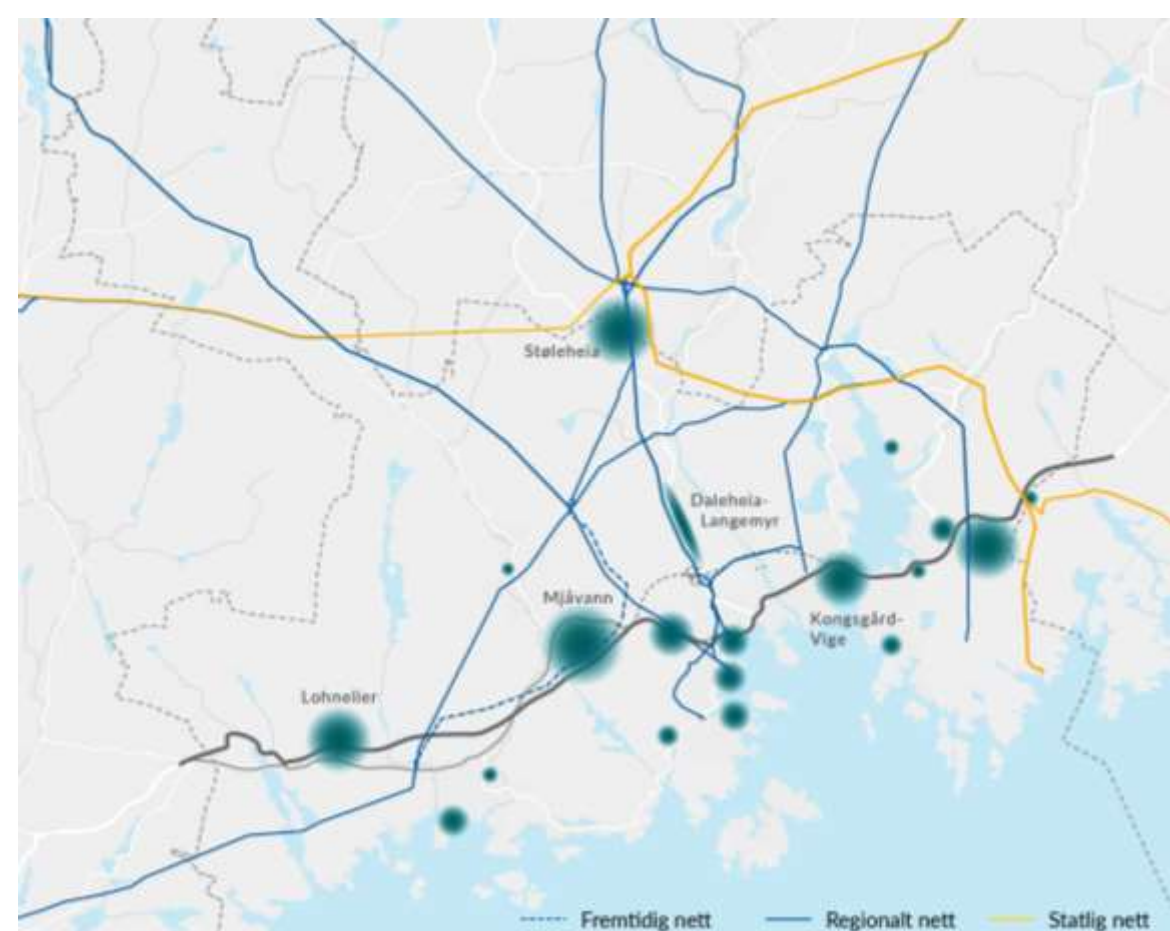 Støleheia
Daleheia-
Langemyr
Mjåvann
Kongsgård-
Vige
Lohnelier
Fremtidig nett
Regionalt nett
Statlig nett